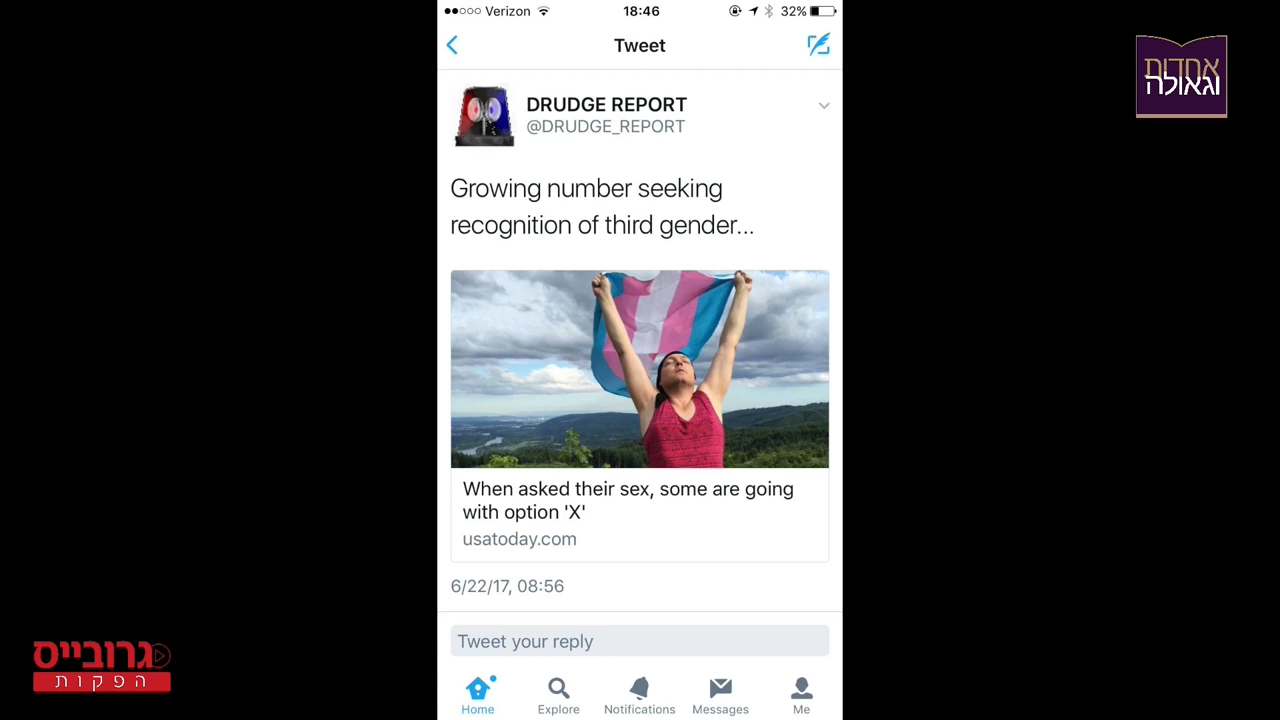 Verizon
18:46
32%
Tweet
אחדות
וגאולה
DRUDGE REPORT
@DRUDGE_REPORT
Growing number seeking
recognition of third gender...
When asked their sex, some are going
with option 'X'
usatoday.com
6/22/17, 08:56
Tweet your reply
Home
Explore
Notifications
Messages
Me
גרובייס
הפקות